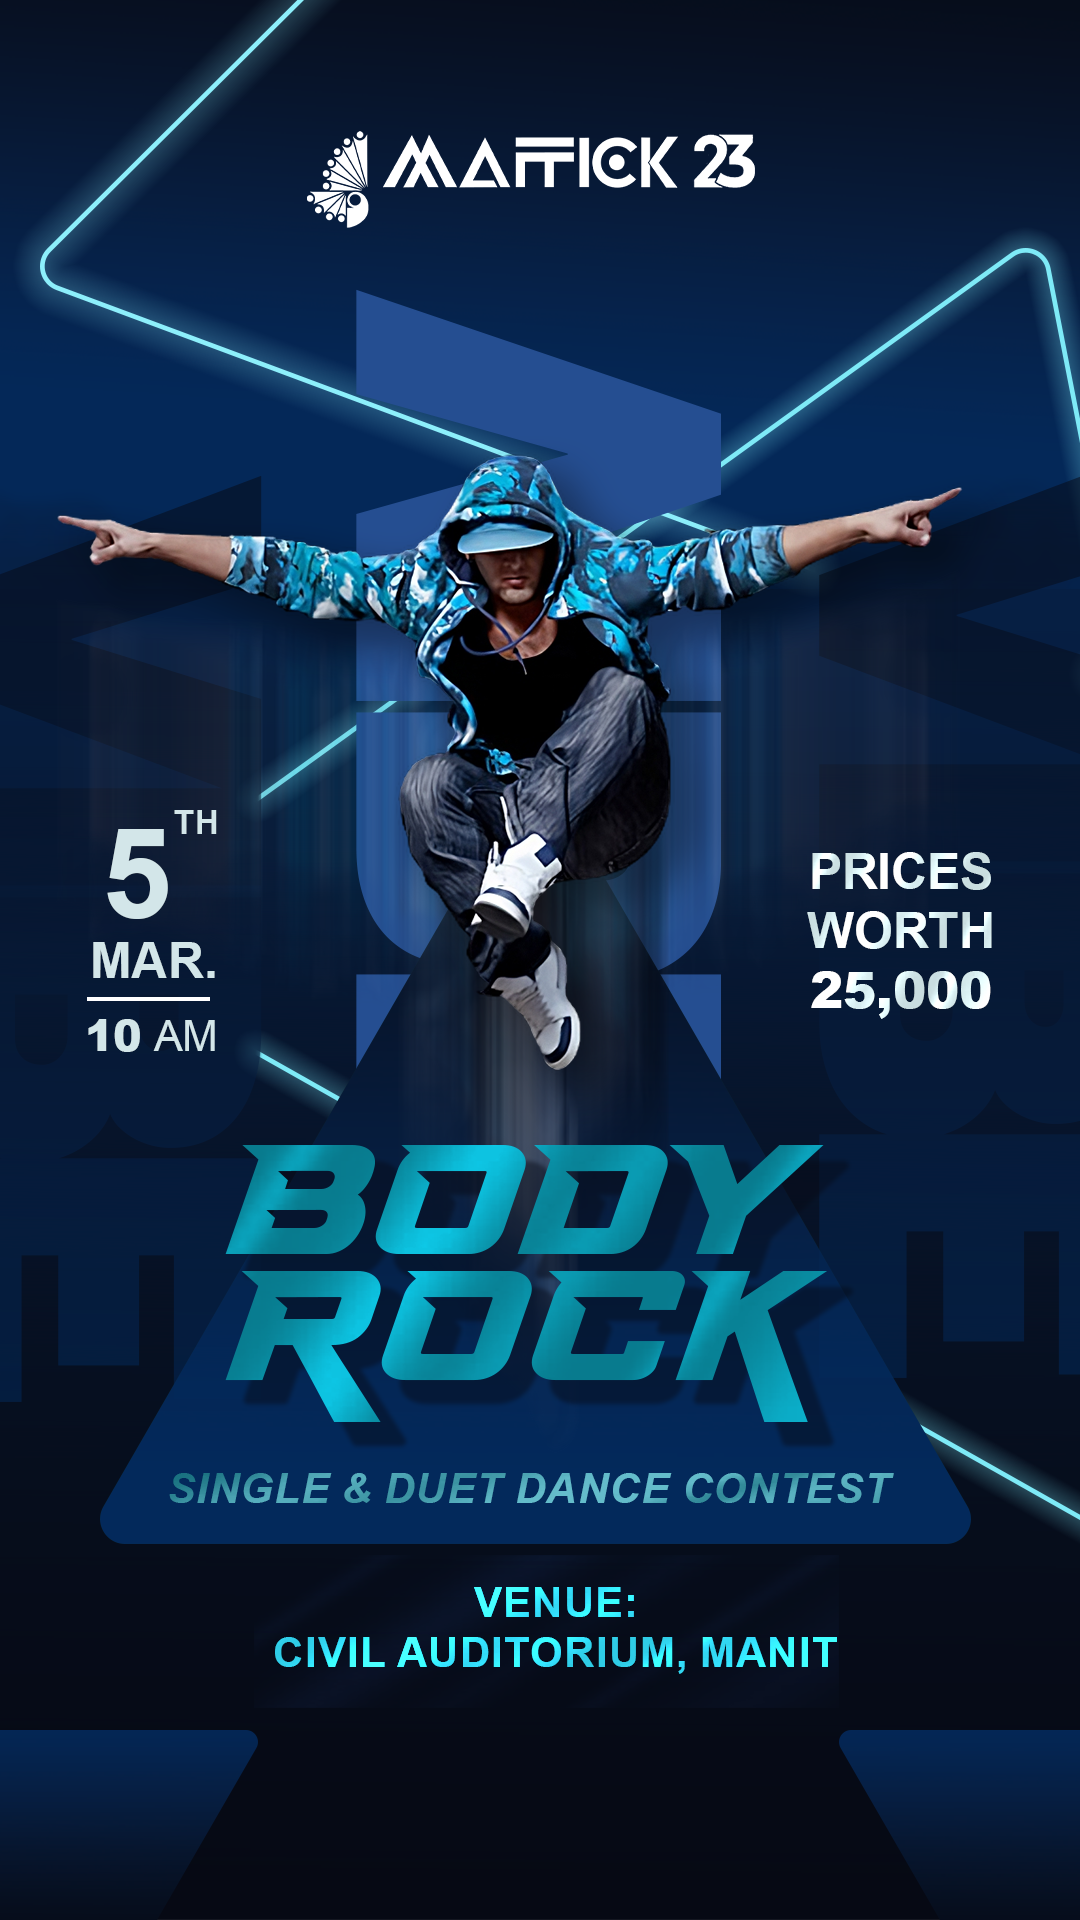 MAFFICK 23
5TH
MAR.
10 AM
PRICES
WORTH
25,000
BODY
ROCK
SINGLE & DUET DANCE CONTEST
VENUE:
CIVIL AUDITORIUM, MANIT